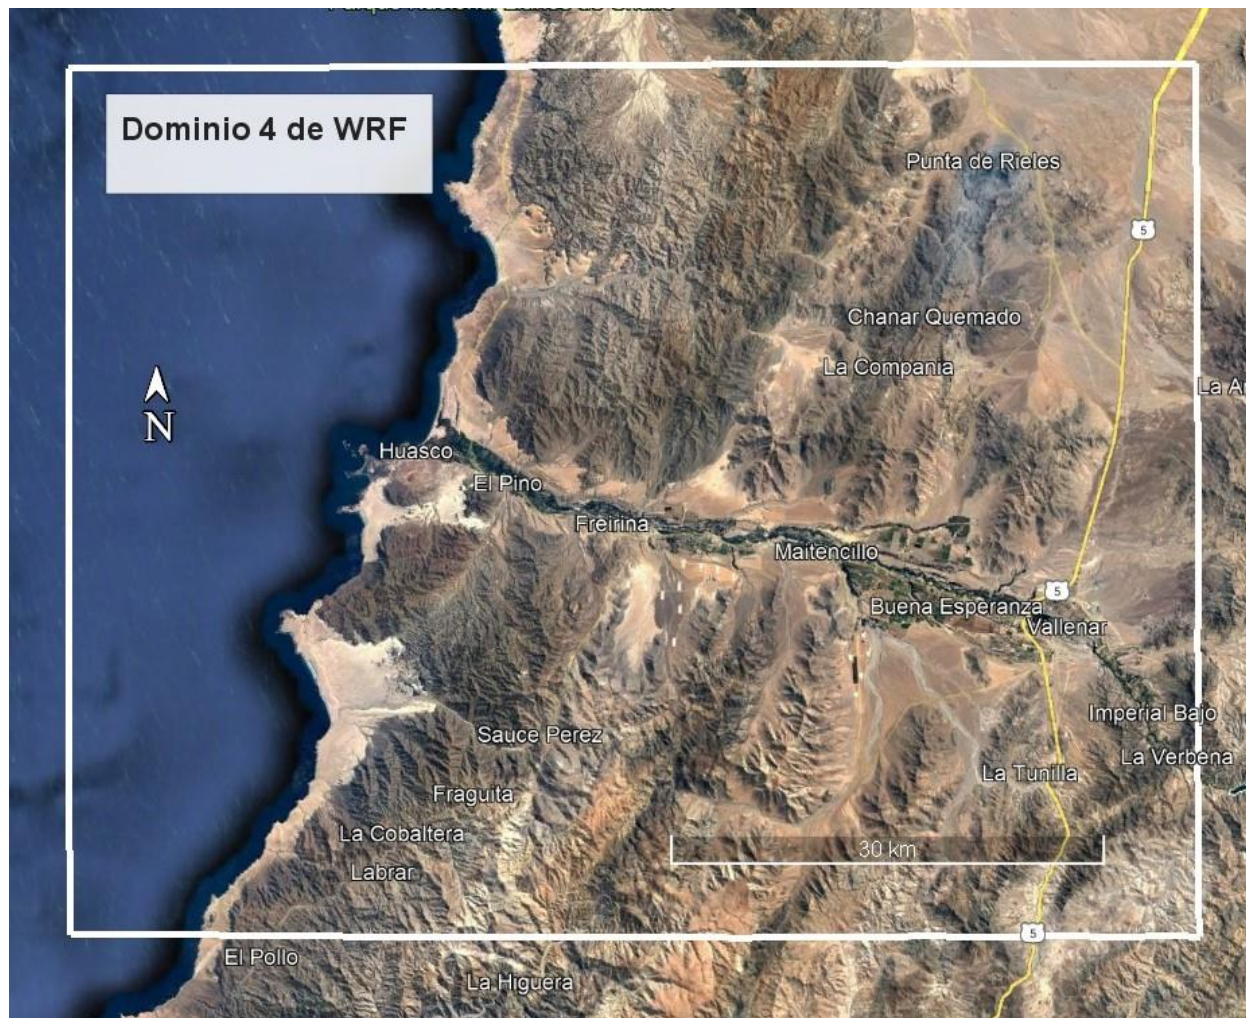 Dominio 4 de WRF
Punta de Rieles
5
Chanar Quemado
La Compania
La A
N
Huasco
El Pino
Freirina
Maitencillo
5
Buena Esperanza
Vallenar
Imperial Bajo
Sauce Perez
La Verbena
La Tunilla
Fraguita
La Cobaltera
30 km
Labrar
5
El Pollo
La Higuera